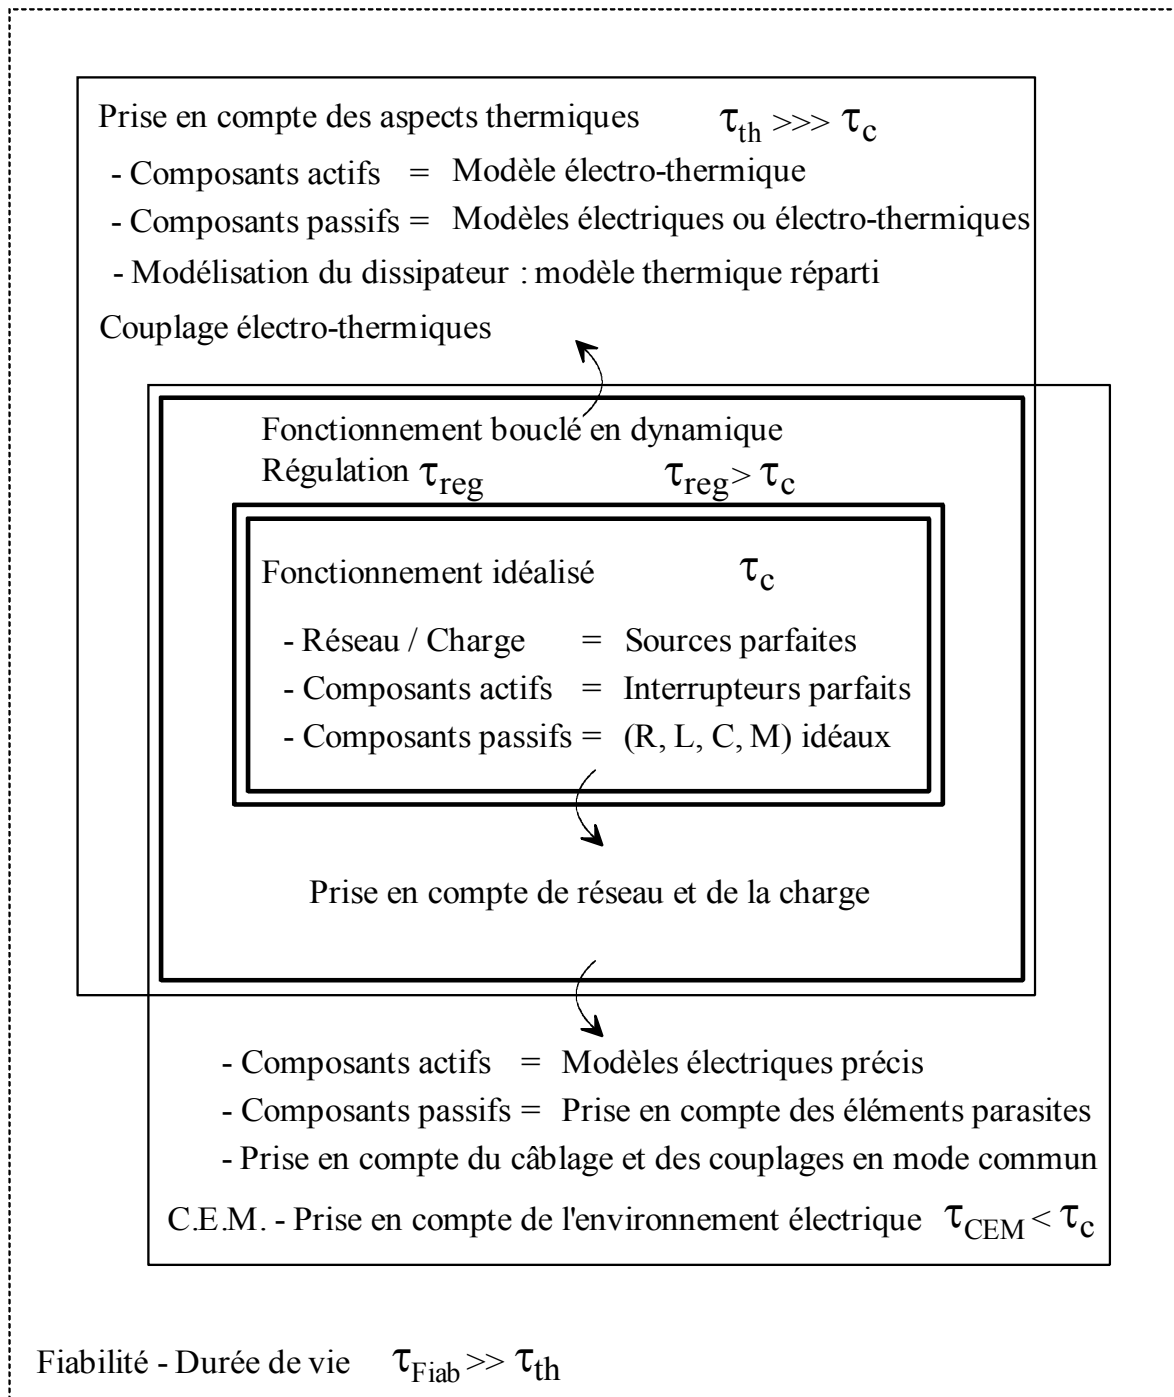 Prise en compte des aspects thermiques τth >>> τc
- Composants actifs = Modèle électro-thermique
- Composants passifs = Modèles électriques ou électro-thermiques
- Modélisation du dissipateur : modèle thermique réparti
Couplage électro-thermiques
Fonctionnement bouclé en dynamique
Régulation τreg τreg > τc
Fonctionnement idéalisé τc
- Réseau / Charge = Sources parfaites
- Composants actifs = Interrupteurs parfaits
- Composants passifs = (R, L, C, M) idéaux
Prise en compte de réseau et de la charge
- Composants actifs = Modèles électriques précis
- Composants passifs = Prise en compte des éléments parasites
- Prise en compte du câblage et des couplages en mode commun
C.E.M. - Prise en compte de l'environnement électrique τCEM < τc
Fiabilité - Durée de vie τFiab >> τth